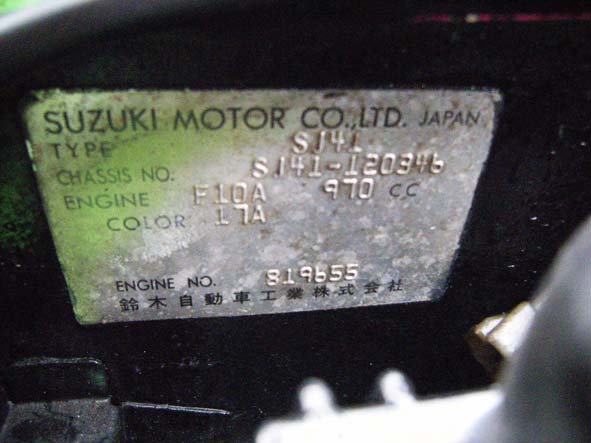 SUZUKI MOTOR CO.,LTD. JAPAN
TYPE SJ41
CHASSIS NO. SJ41-120346
ENGINE F10A 970 CC
COLOR 17A
ENGINE NO. 819655
鈴木自動車工業株式会社